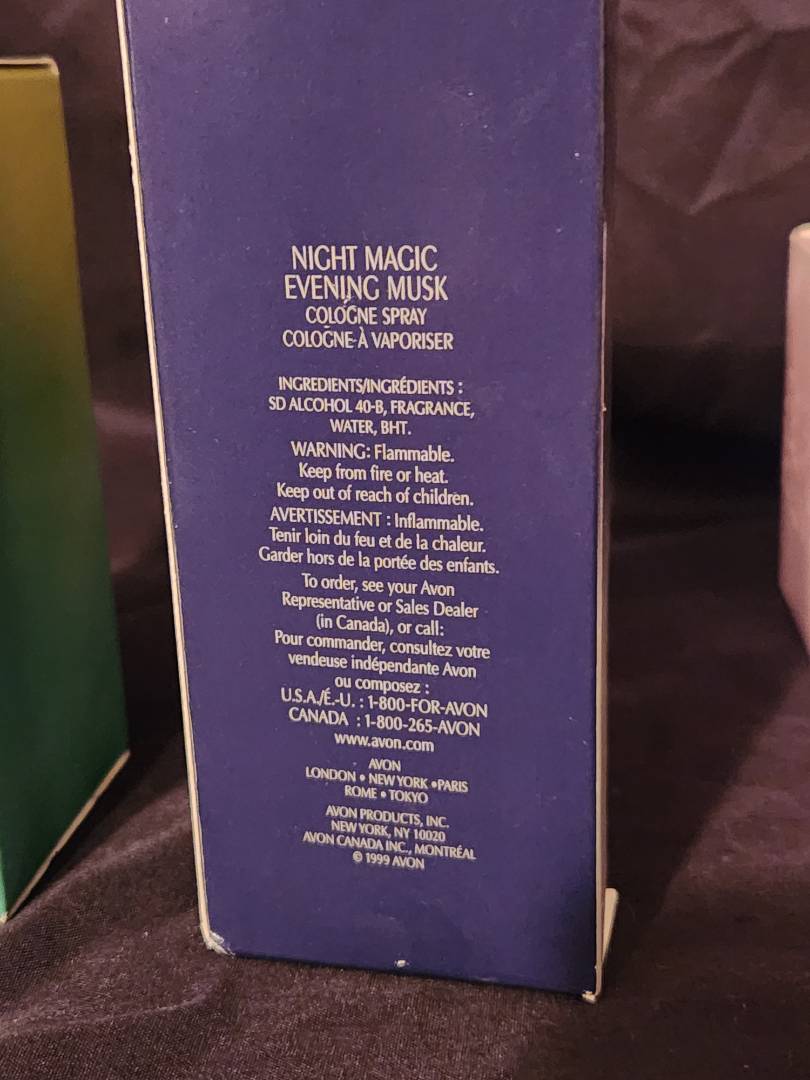 NIGHT MAGIC
EVENING MUSK
COLOGNE SPRAY
COLOGNE À VAPORISER
INGREDIENTS/INGRÉDIENTS :
SD ALCOHOL 40-B, FRAGRANCE,
WATER, BHT.
WARNING: Flammable.
Keep from fire or heat.
Keep out of reach of children.
AVERTISSEMENT : Inflammable.
Tenir loin du feu et de la chaleur.
Garder hors de la portée des enfants.
To order, see your Avon
Representative or Sales Dealer
(in Canada), or call:
Pour commander, consultez votre
vendeuse indépendante Avon
ou composez :
U.S.A./É.-U. : 1-800-FOR-AVON
CANADA : 1-800-265-AVON
www.avon.com
AVON
LONDON • NEW YORK • PARIS
ROME • TOKYO
AVON PRODUCTS, INC.
NEW YORK, NY 10020
AVON CANADA INC., MONTRÉAL
© 1999 AVON